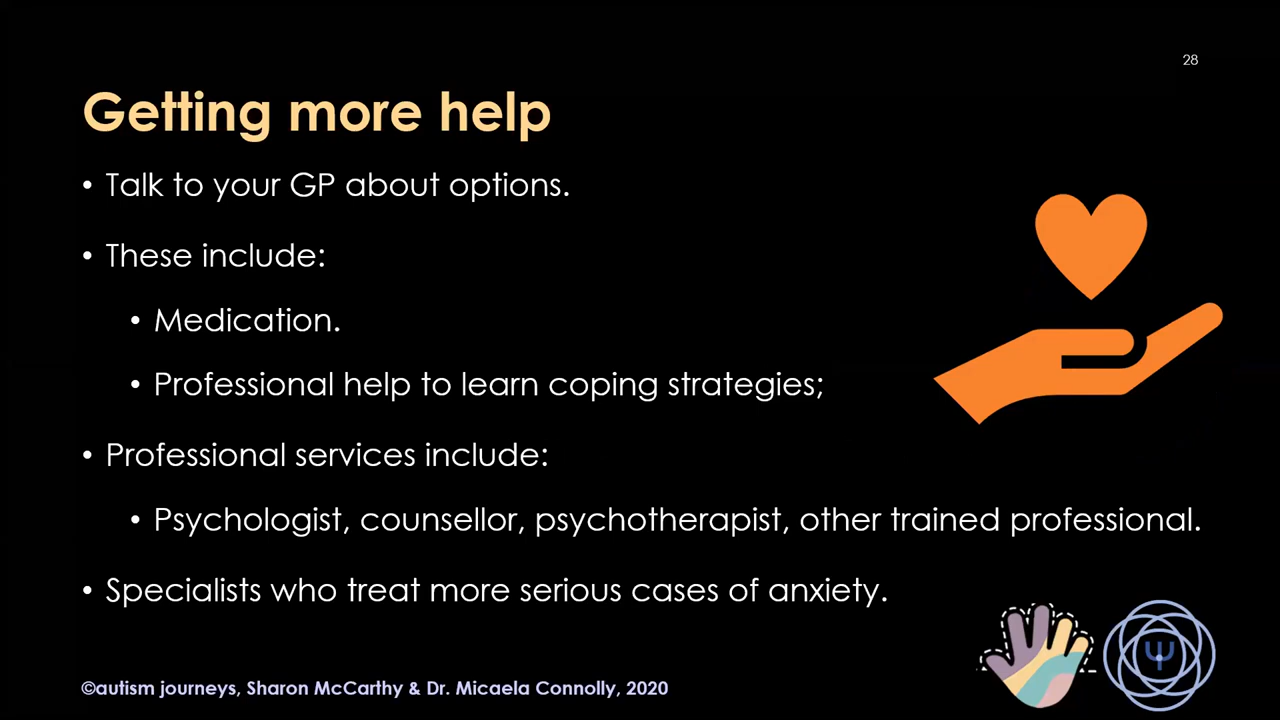 28
Getting more help
• Talk to your GP about options.
• These include:
• Medication.
• Professional help to learn coping strategies;
• Professional services include:
• Psychologist, counsellor, psychotherapist, other trained professional.
• Specialists who treat more serious cases of anxiety.
©autism journeys, Sharon McCarthy & Dr. Micaela Connolly, 2020